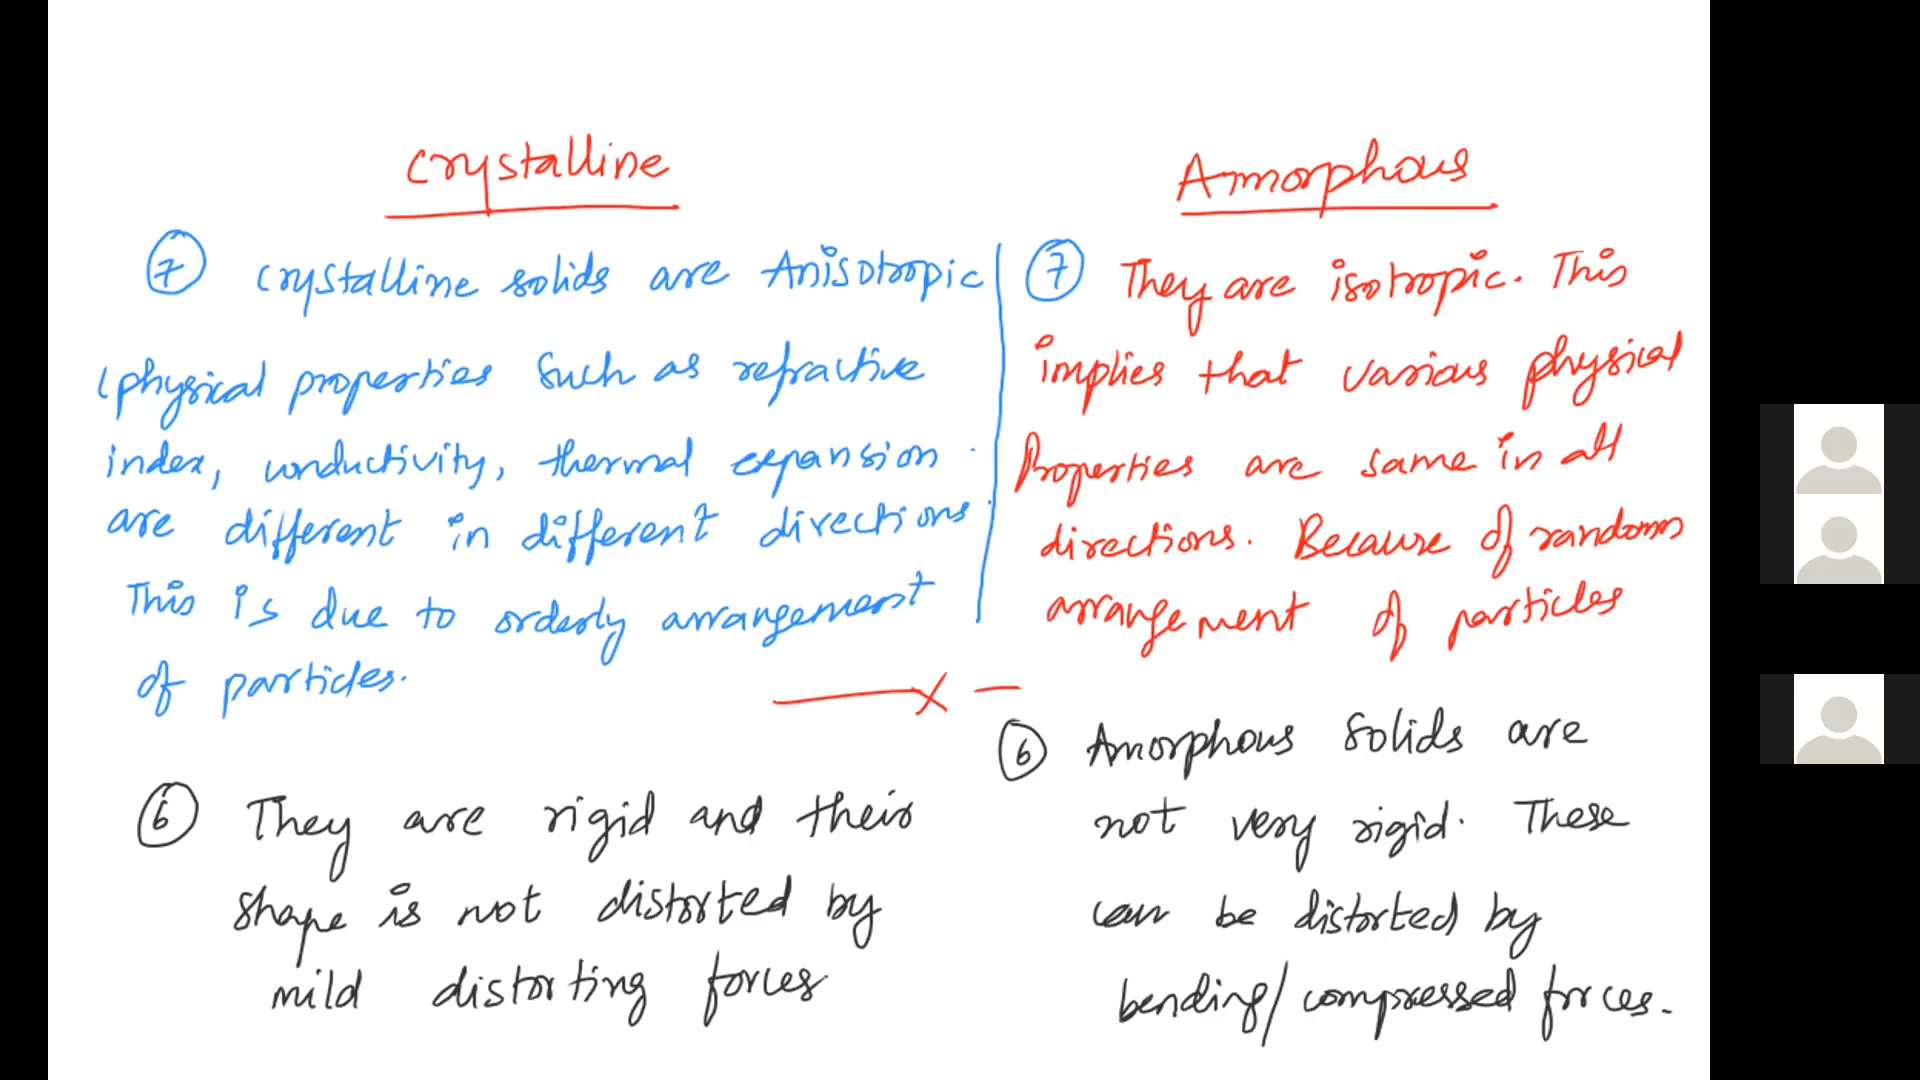 Crystalline
⑦ Crystalline solids are Anisotropic
(physical properties such as refractive
index, conductivity, thermal expansion
are different in different directions.
This is due to orderly arrangement
of particles.
Amorphous
⑦ They are isotropic. This
implies that various physical
Properties are same in all
directions. Because of random
arrangement of particles
⑥ They are rigid and their
shape is not distorted by
mild distorting forces
⑥ Amorphous solids are
not very rigid. These
can be distorted by
bending/compressed forces.